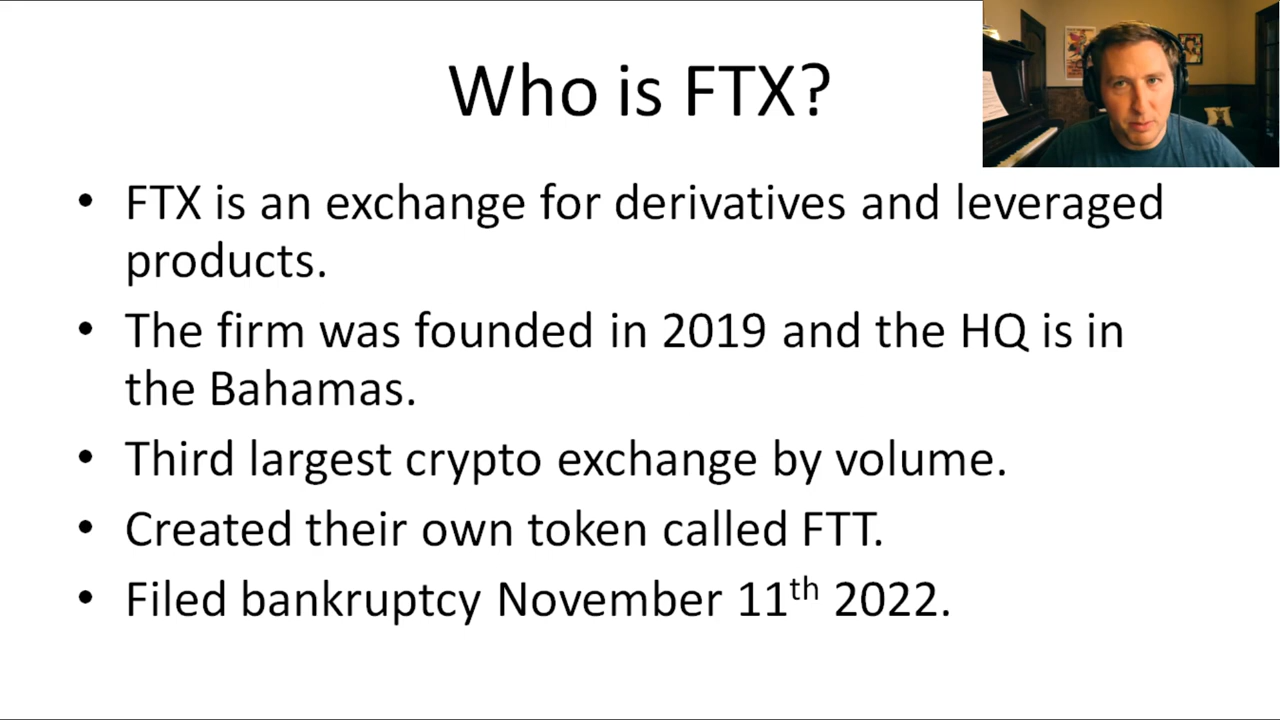 Who is FTX?
• FTX is an exchange for derivatives and leveraged
products.
• The firm was founded in 2019 and the HQ is in
the Bahamas.
• Third largest crypto exchange by volume.
• Created their own token called FTT.
• Filed bankruptcy November 11th 2022.